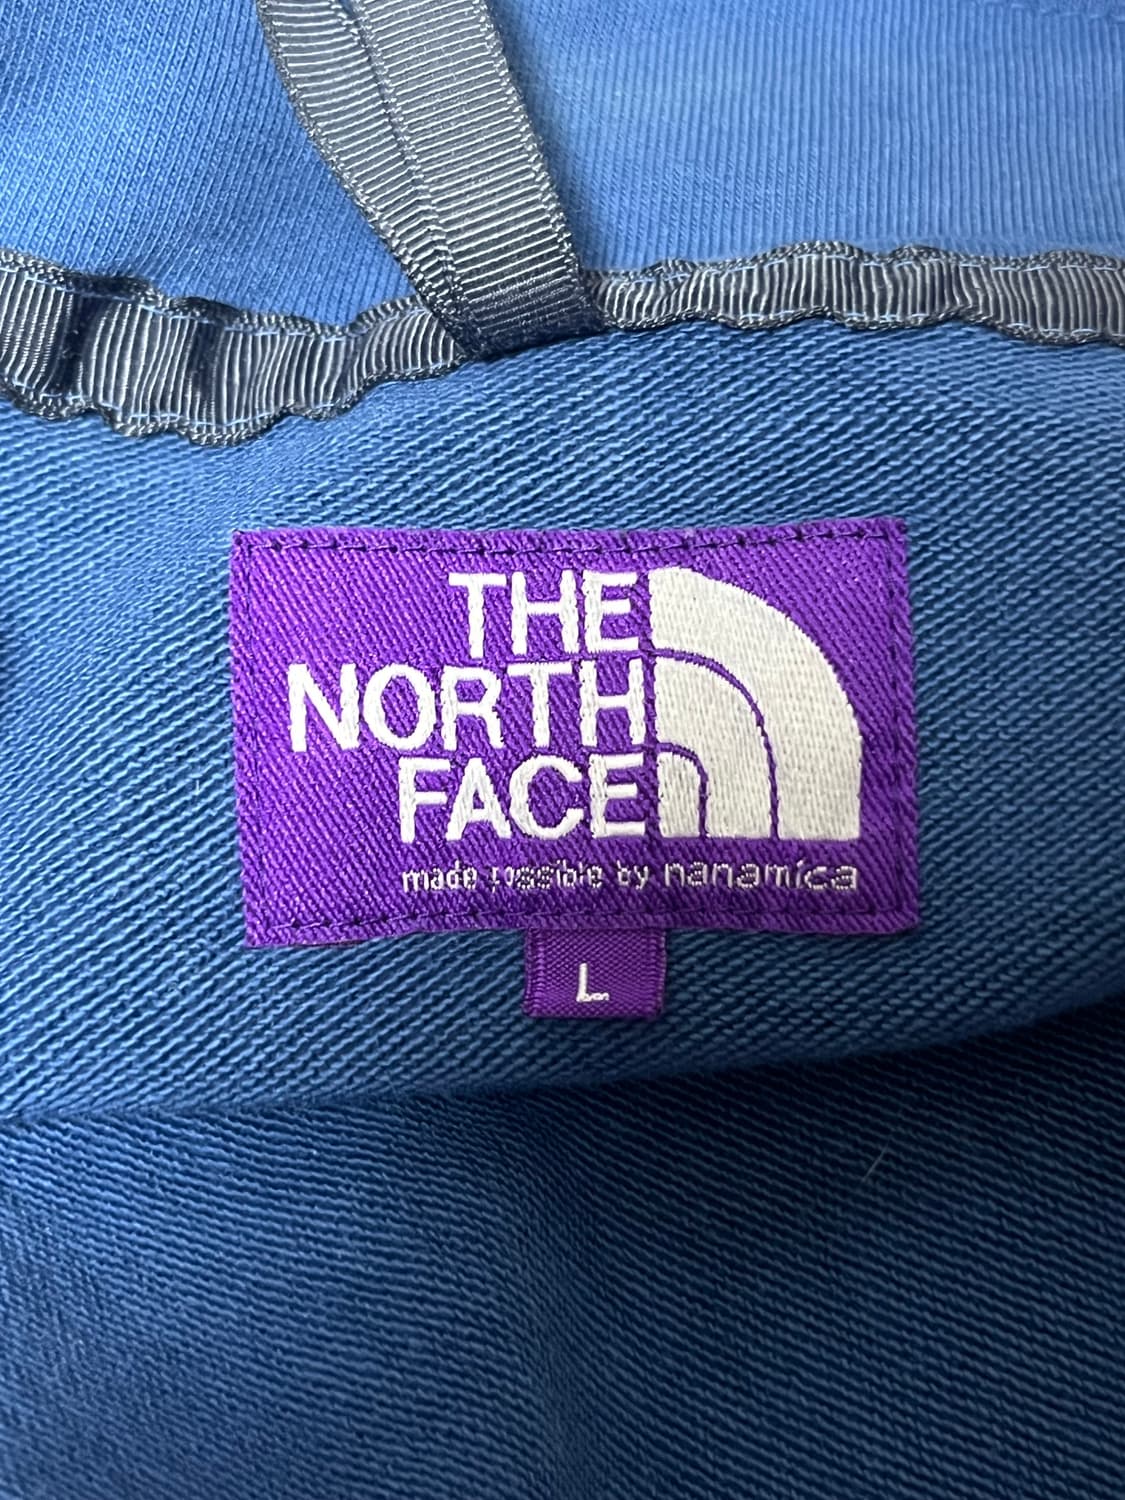 THE
NORTH
FACE
made possible by nanamica
L